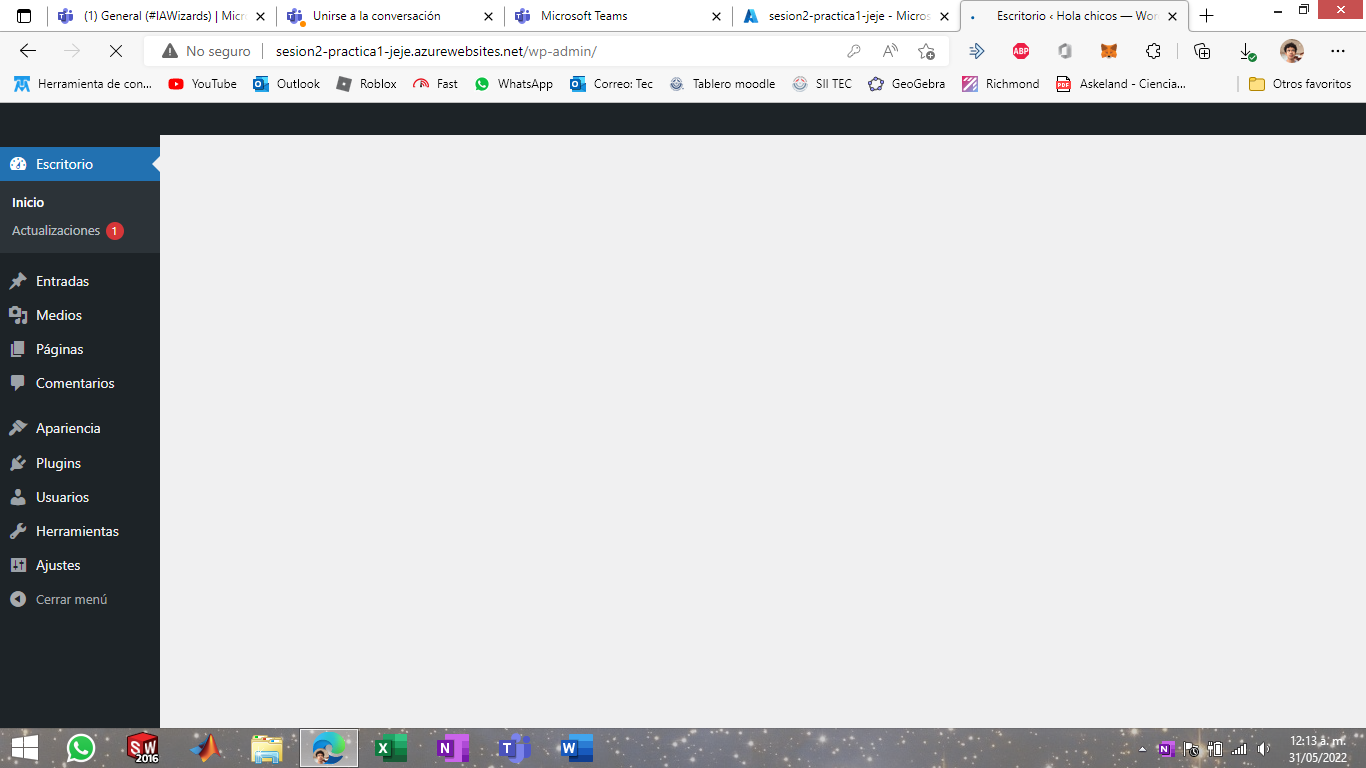 (1) General (#IAWizards) | Micr
Unirse a la conversación
Microsoft Teams
sesion2-practica1-jeje - Micros
Escritorio ‹ Hola chicos — Wor
No seguro
sesion2-practica1-jeje.azurewebsites.net/wp-admin/
ABP
Herramienta de con...
YouTube
Outlook
Roblox
Fast
WhatsApp
Correo: Tec
Tablero moodle
SII TEC
GeoGebra
Richmond
PDF
Askeland - Ciencia...
Otros favoritos
Escritorio
Inicio
Actualizaciones 1
Entradas
Medios
Páginas
Comentarios
Apariencia
Plugins
Usuarios
Herramientas
Ajustes
Cerrar menú
SW
2016
X
N
T
W
N
12:13 a. m.
31/05/2022